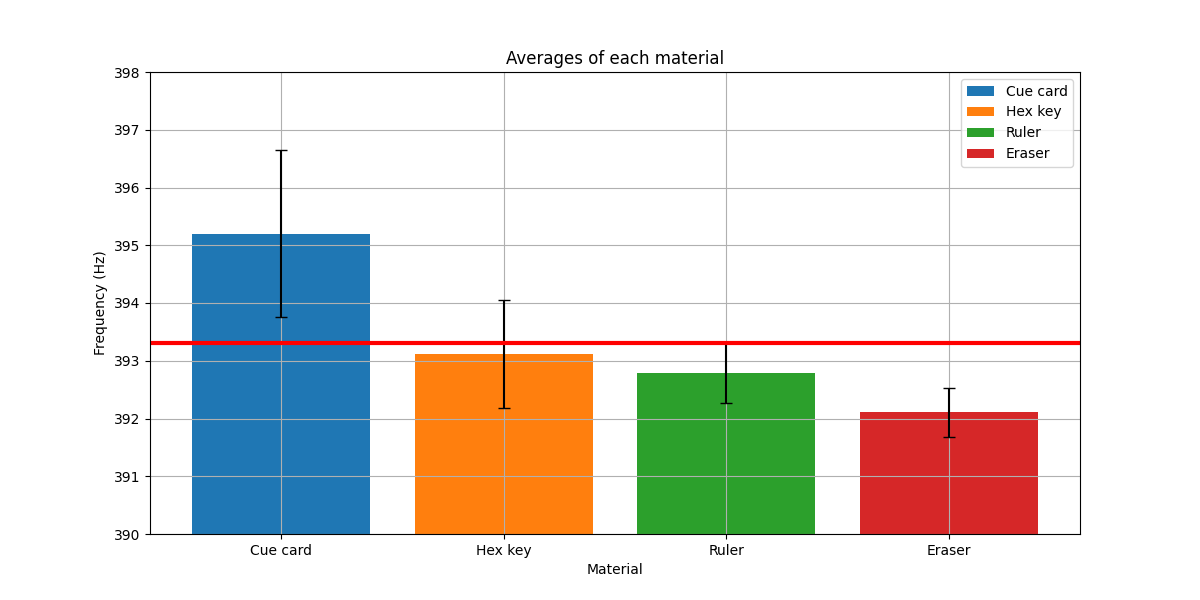 Averages of each material
398
397
396
395
394
393
392
391
390
Frequency (Hz)
Cue card
Hex key
Ruler
Eraser
Cue card
Hex key
Ruler
Eraser
Material